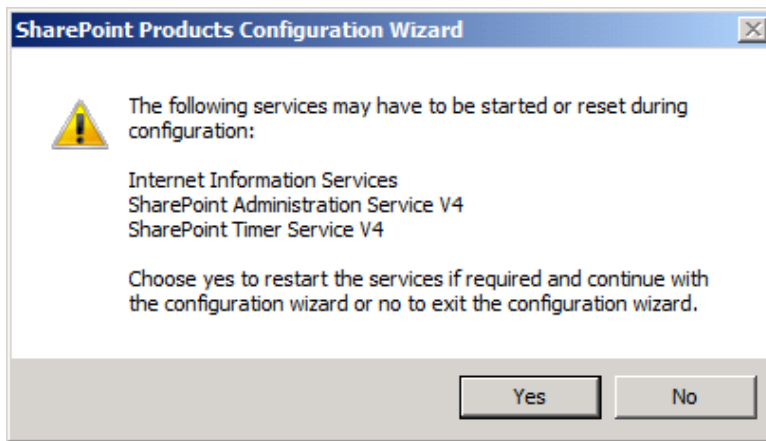 SharePoint Products Configuration Wizard
The following services may have to be started or reset during
configuration:
Internet Information Services
SharePoint Administration Service V4
SharePoint Timer Service V4
Choose yes to restart the services if required and continue with
the configuration wizard or no to exit the configuration wizard.
Yes No